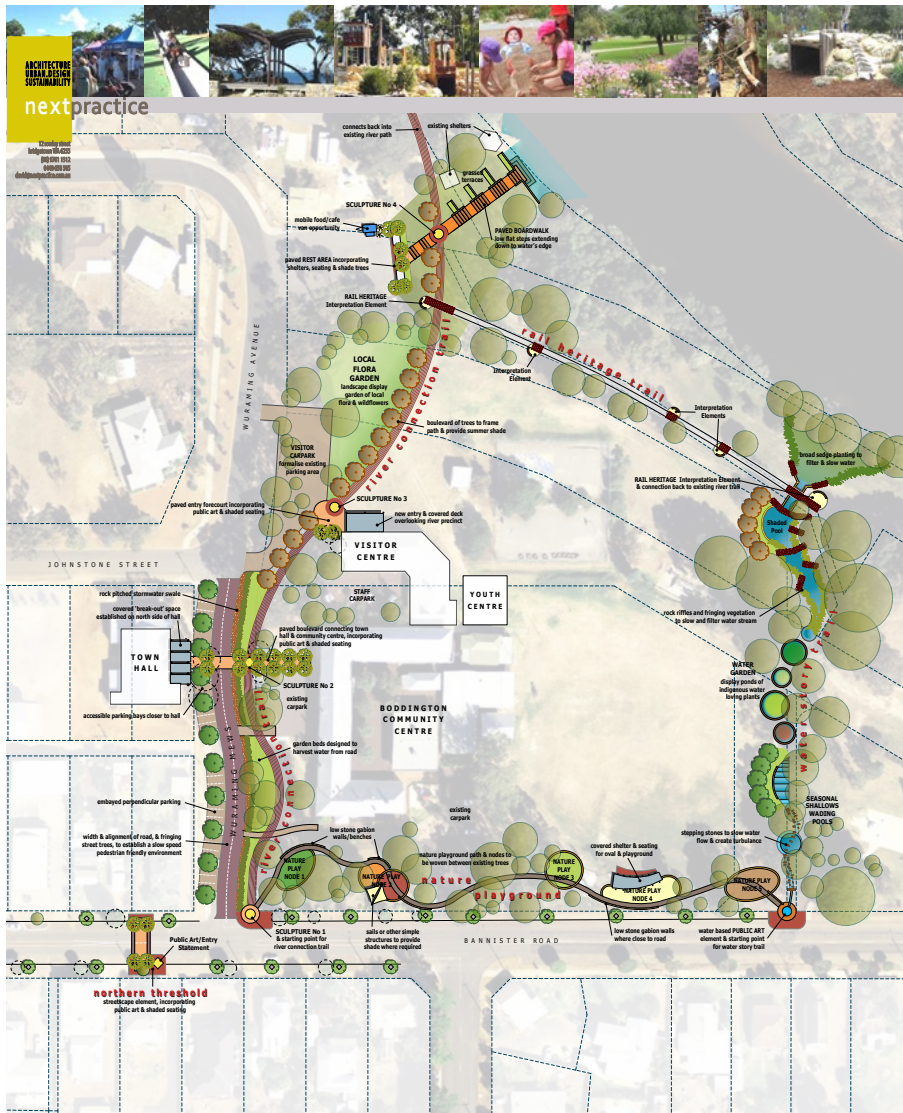 ARCHITECTURE
URBAN.DESIGN
SUSTAINABILITY
nextpractice
connects back into
existing river path
existing shelters
grassed
terraces
SCULPTURE No 4
mobile food/cafe
van opportunity
PAVED BOARDWALK
low flat steps extending
down to water's edge
paved REST AREA incorporating
shelters, seating & shade trees
RAIL HERITAGE
Interpretation Element
rail heritage trail
Interpretation
Element
WURAMING AVENUE
LOCAL
FLORA
GARDEN
landscape display
garden of local
flora & wildflowers
river connection trail
Interpretation
Elements
boulevard of trees to frame
path & provide summer shade
VISITOR
CARPARK
formalise existing
parking area
broad sedge planting to
filter & slow water
RAIL HERITAGE Interpretation Element
& connection back to existing river trail
SCULPTURE No 3
paved entry forecourt incorporating
public art & shaded seating
new entry & covered deck
overlooking river precinct
Shaded
Pool
VISITOR
CENTRE
JOHNSTONE STREET
rock pitched stormwater swale
STAFF
CARPARK
YOUTH
CENTRE
covered 'break-out' space
established on north side of hall
rock riffles and fringing vegetation
to slow and filter water stream
paved boulevard connecting town
hall & community centre, incorporating
public art & shaded seating
TOWN
HALL
WATER
GARDEN
display ponds of
indigenous water
loving plants
water story trail
SCULPTURE No 2
existing
carpark
accessible parking bays closer to hall
BODDINGTON
COMMUNITY
CENTRE
garden beds designed to
harvest water from road
river connection trail
embayed perpendicular parking
existing
carpark
SEASONAL
SHALLOWS
WADING
POOLS
low stone gabion
walls/benches
stepping stones to slow water
flow & create turbulance
width & alignment of road, & fringing
street trees, to establish a slow speed
pedestrian friendly environment
covered shelter & seating
for oval & playground
nature playground path & nodes to
be woven between existing trees
NATURE
PLAY
NODE 1
NATURE PLAY
NODE 2
NATURE
PLAY
NODE 3
NATURE PLAY
NODE 4
NATURE PLAY
NODE 5
nature
playground
SCULPTURE No 1
& starting point for
river connection trail
sails or other simple
structures to provide
shade where required
low stone gabion walls
where close to road
water based PUBLIC ART
element & starting point
for water story trail
BANNISTER ROAD
Public Art/Entry
Statement
northern threshold
streetscape element, incorporating
public art & shaded seating